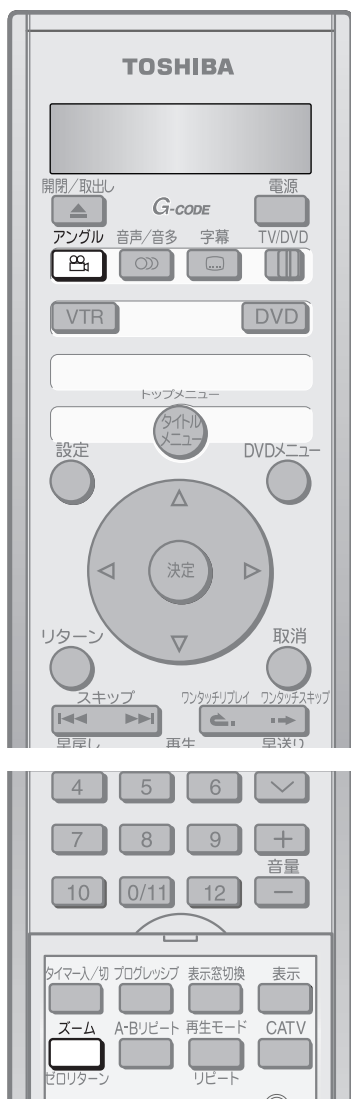 TOSHIBA
開閉/取出し G-CODE 電源
アングル 音声/音多 字幕 TV/DVD
VTR DVD
トップメニュー
タイトル
メニュー
設定 DVDメニュー
決定
リターン 取消
スキップ ワンタッチリプレイ ワンタッチスキップ
早戻し 再生 早送り
4 5 6
7 8 9 +
音量
10 0/11 12 −
タイマー入/切 プログレッシブ 表示窓切換 表示
ズーム A-Bリピート 再生モード CATV
ゼロリターン リピート